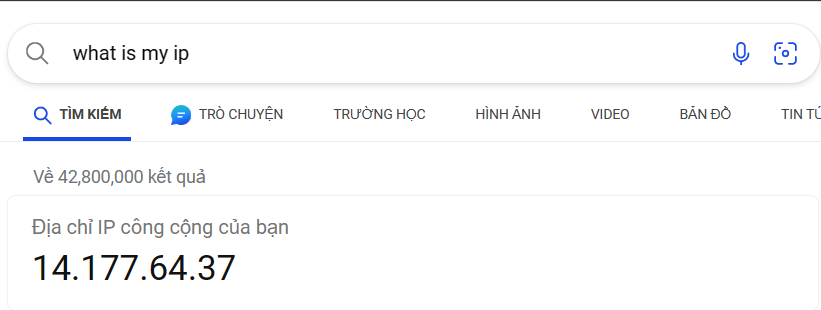 what is my ip
TÌM KIẾM TRÒ CHUYỆN TRƯỜNG HỌC HÌNH ẢNH VIDEO BẢN ĐỒ TIN
Về 42,800,000 kết quả
Địa chỉ IP công cộng của bạn
14.177.64.37